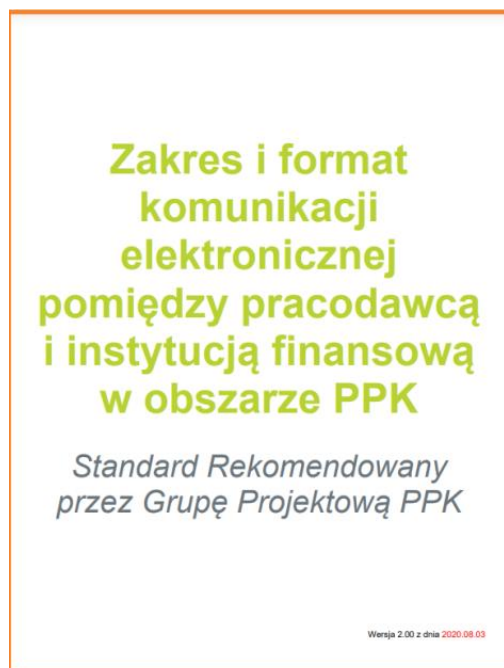 Zakres i format
komunikacji
elektronicznej
pomiędzy pracodawcą
i instytucją finansową
w obszarze PPK
Standard Rekomendowany
przez Grupę Projektową PPK
Wersja 2.00 z dnia 2020.08.03